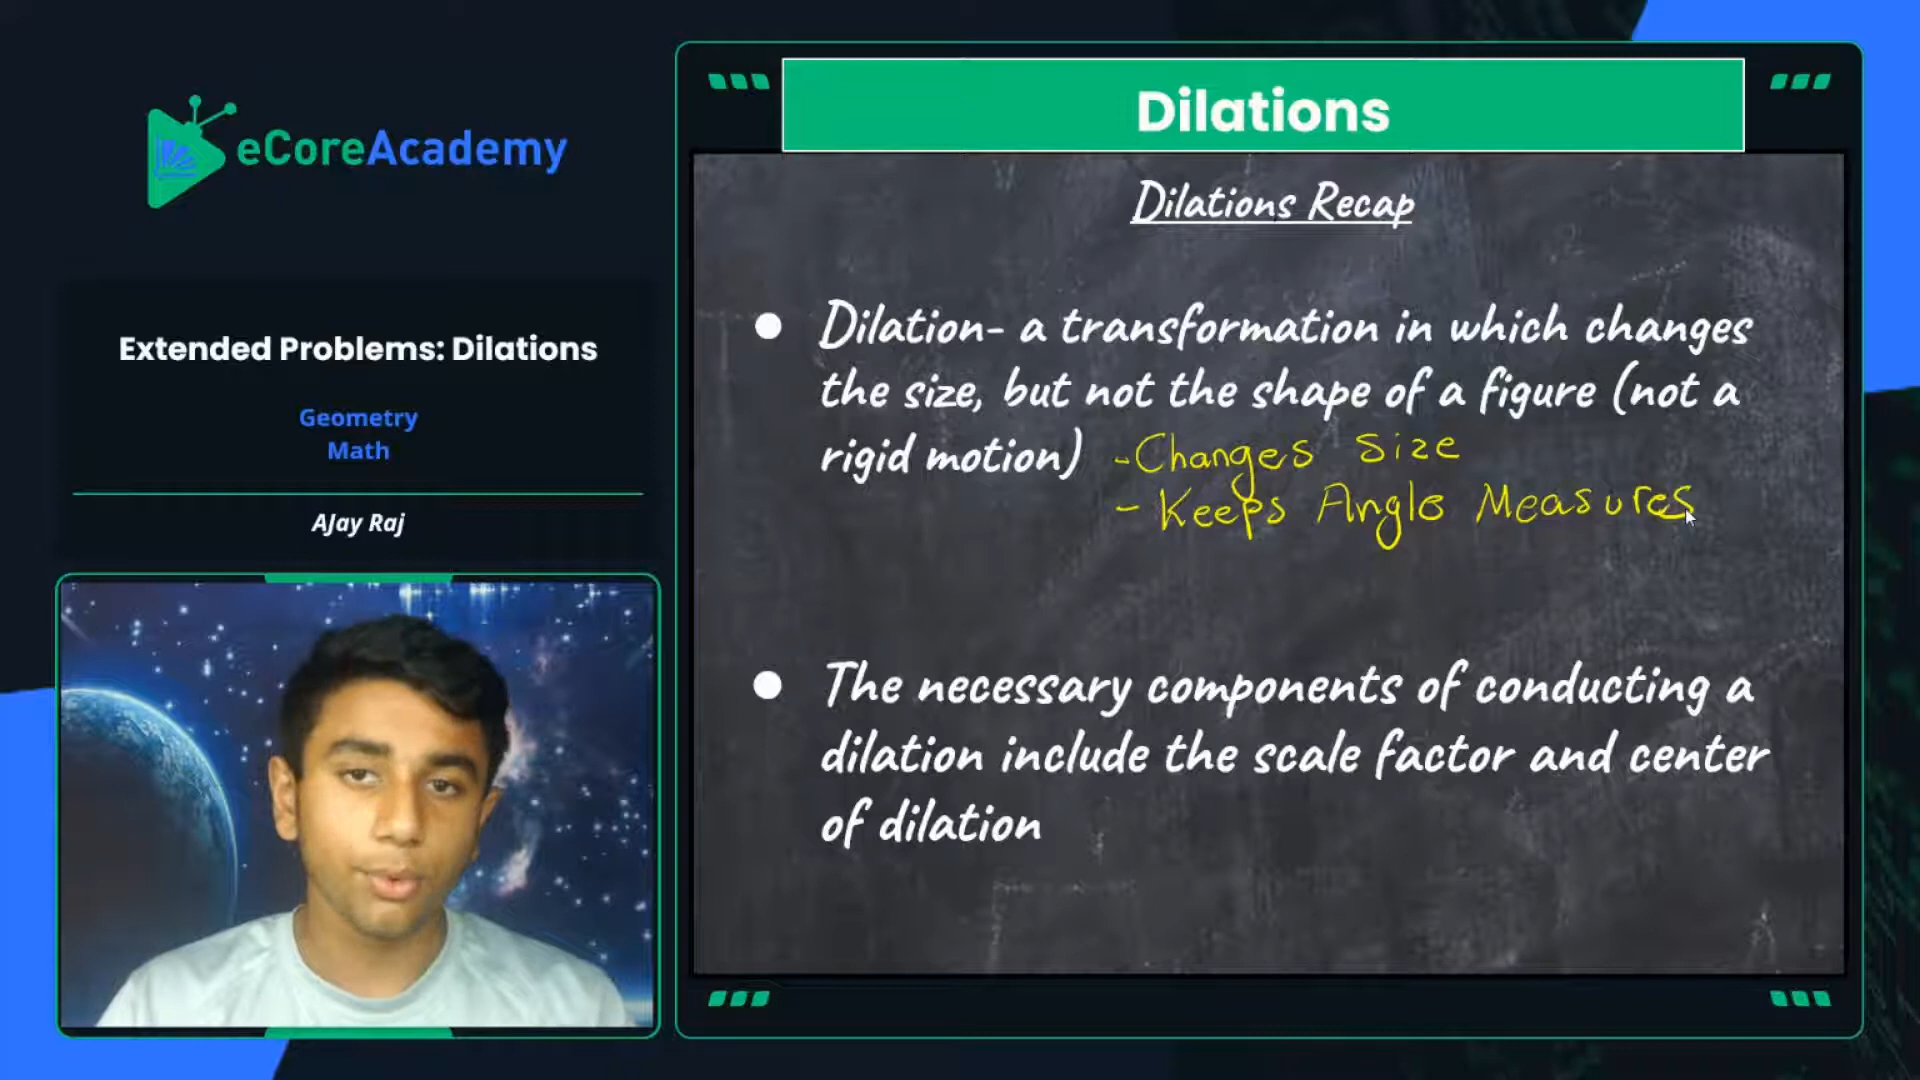 eCoreAcademy
Extended Problems: Dilations
Geometry
Math
AJay Raj
Dilations
Dilations Recap
Dilation- a transformation in which changes
the size, but not the shape of a figure (not a
rigid motion)
-Changes Size
- Keeps Angle Measures
The necessary components of conducting a
dilation include the scale factor and center
of dilation